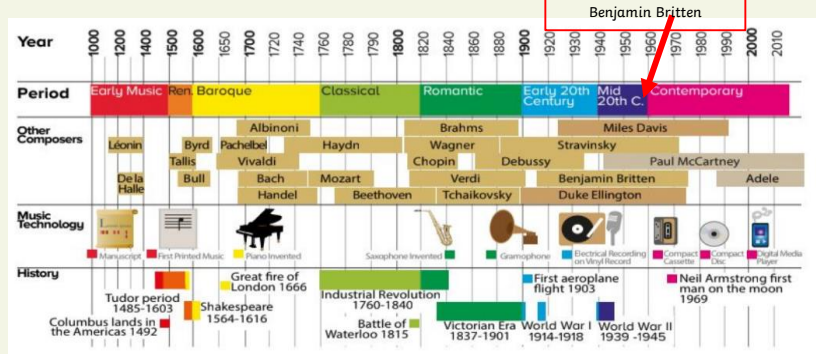 Benjamin Britten
Year
1000 1200 1400 1500 1600 1650 1700 1720 1740 1760 1780 1790 1800 1820 1840 1860 1880 1900 1920 1930 1940 1950 1960 1970 1980 1990 2000 2010
Period
Early Music Ren. Baroque Classical Romantic Early 20th Century Mid 20th C. Contemporary
Other
Composers
Albinoni Brahms Miles Davis
Léonin Byrd Pachelbel Haydn Wagner Stravinsky
Tallis Vivaldi Chopin Debussy Paul McCartney
De la
Halle
Bull Bach Mozart Verdi Benjamin Britten Adele
Handel Beethoven Tchaikovsky Duke Ellington
Music
Technology
Manuscript First Printed Music Piano Invented Saxophone Invented Gramophone
Electrical Recording
on Vinyl Record
Compact
Cassette
Compact
Disc
Digital Media
Player
History
Tudor period
1485-1603
Columbus lands in
the Americas 1492
Great fire of
London 1666
Shakespeare
1564-1616
Industrial Revolution
1760-1840
Battle of
Waterloo 1815
Victorian Era
1837-1901
First aeroplane
flight 1903
World War I
1914-1918
World War II
1939 -1945
Neil Armstrong first
man on the moon
1969